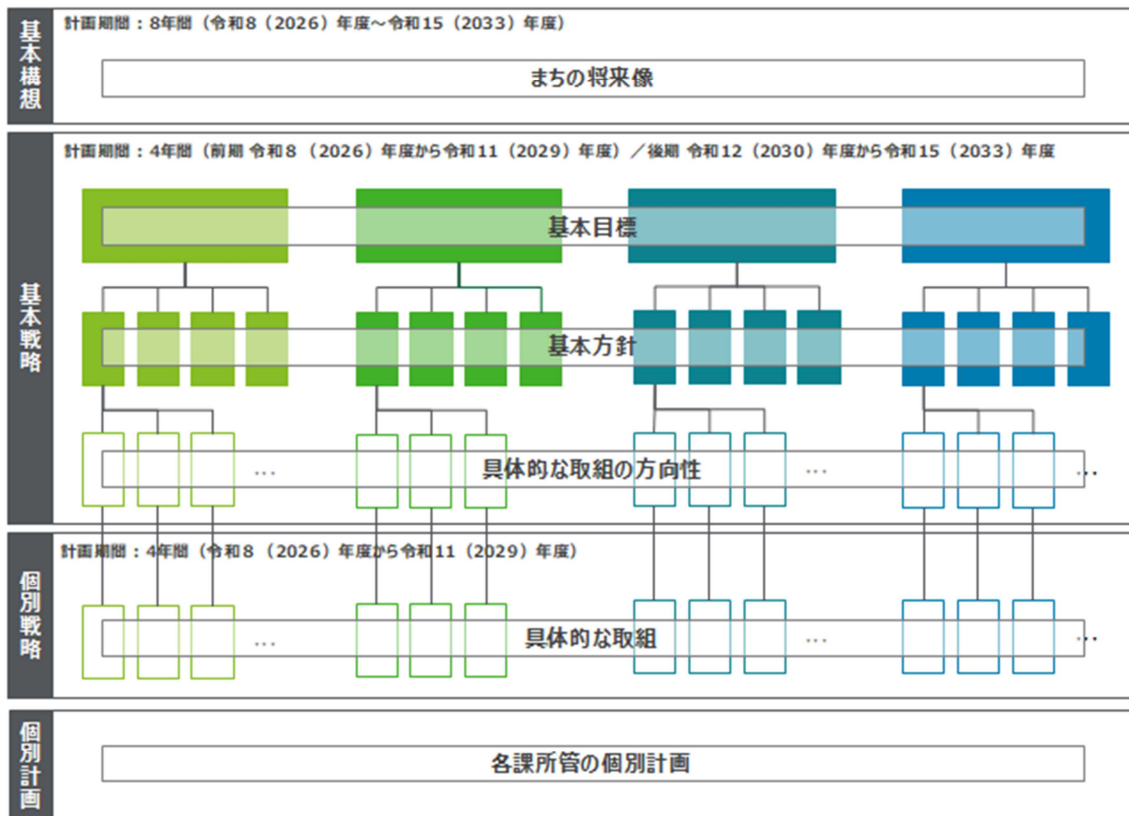 基本構想
計画期間：8年間（令和8（2026）年度～令和15（2033）年度）
まちの将来像
基本戦略
計画期間：4年間（前期 令和8（2026）年度から令和11（2029）年度）／後期 令和12（2030）年度から令和15（2033）年度
基本目標
基本方針
… 具体的な取組の方向性 … …
個別戦略
計画期間：4年間（令和8（2026）年度から令和11（2029）年度）
… 具体的な取組 … …
個別計画
各課所管の個別計画